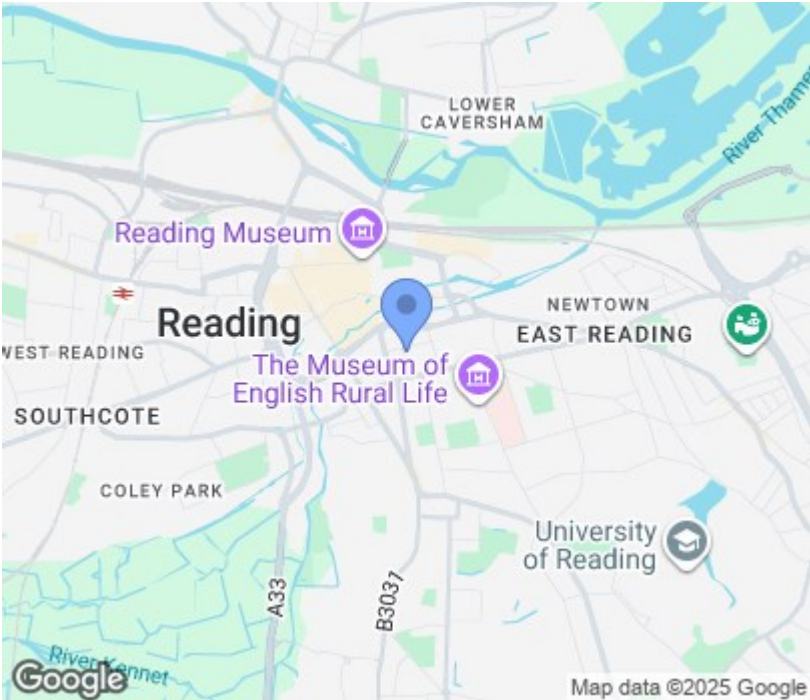 LOWER
CAVERSHAM
River Thames
Reading Museum
NEWTOWN
EAST READING
Reading
WEST READING
The Museum of
English Rural Life
SOUTHCOTE
COLEY PARK
University
of Reading
A33
B3031
River Kennet
Google
Map data ©2025 Google